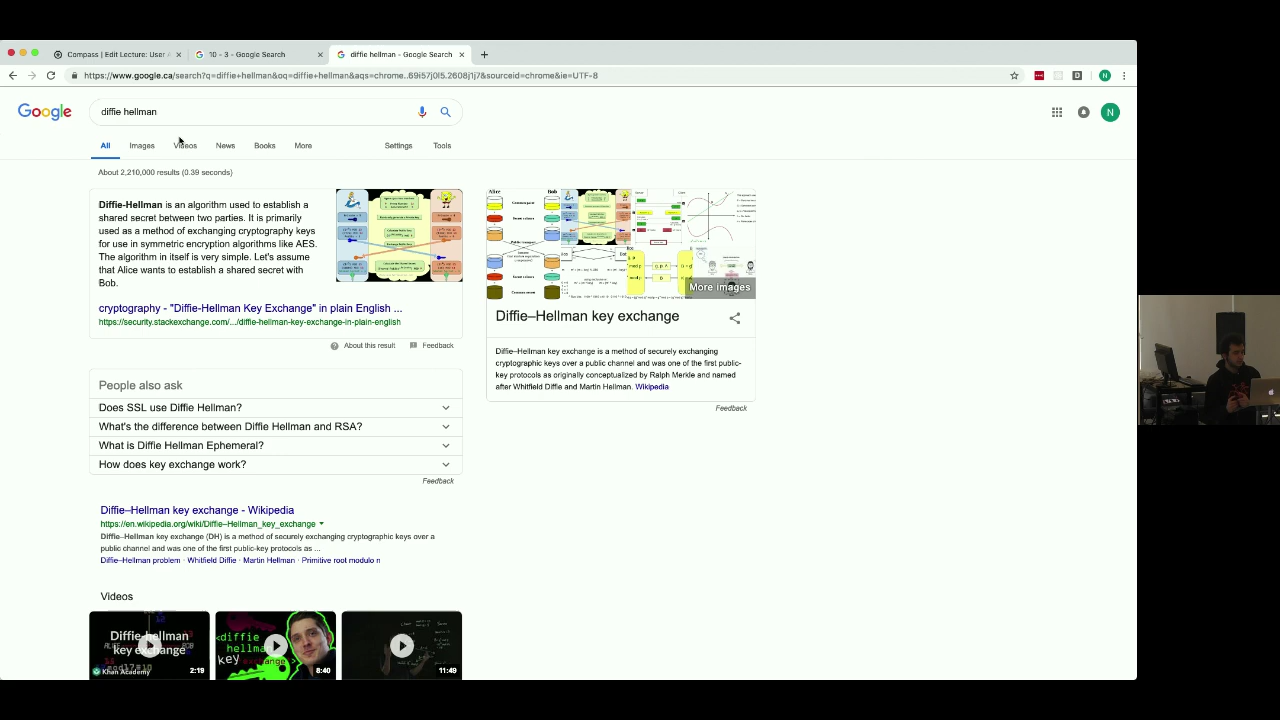 Compass | Edit Lecture: User
10 - 3 - Google Search
diffie hellman - Google Search
https://www.google.ca/search?q=diffie+hellman&oq=diffie+hellman&aqs=chrome..69i57j0l5.2608j1j7&sourceid=chrome&ie=UTF-8
N
Google
diffie hellman
N
All
Images
Videos
News
Books
More
Settings
Tools
About 2,210,000 results (0.39 seconds)
Diffie-Hellman is an algorithm used to establish a
shared secret between two parties. It is primarily
used as a method of exchanging cryptography keys
for use in symmetric encryption algorithms like AES.
The algorithm in itself is very simple. Let's assume
that Alice wants to establish a shared secret with
Bob.
cryptography - "Diffie-Hellman Key Exchange" in plain English ...
https://security.stackexchange.com/.../diffie-hellman-key-exchange-in-plain-english
About this result
Feedback
Alice
Bob
More images
Diffie–Hellman key exchange
Diffie–Hellman key exchange is a method of securely exchanging
cryptographic keys over a public channel and was one of the first public-
key protocols as originally conceptualized by Ralph Merkle and named
after Whitfield Diffie and Martin Hellman. Wikipedia
Feedback
People also ask
Does SSL use Diffie Hellman?
What's the difference between Diffie Hellman and RSA?
What is Diffie Hellman Ephemeral?
How does key exchange work?
Feedback
Diffie–Hellman key exchange - Wikipedia
https://en.wikipedia.org/wiki/Diffie–Hellman_key_exchange
Diffie–Hellman key exchange (DH) is a method of securely exchanging cryptographic keys over a
public channel and was one of the first public-key protocols as ...
Diffie–Hellman problem · Whitfield Diffie · Martin Hellman · Primitive root modulo n
Videos
Diffie-hellman
key exchange
Khan Academy
2:19
<diffie
hellman
key
8:40
11:49